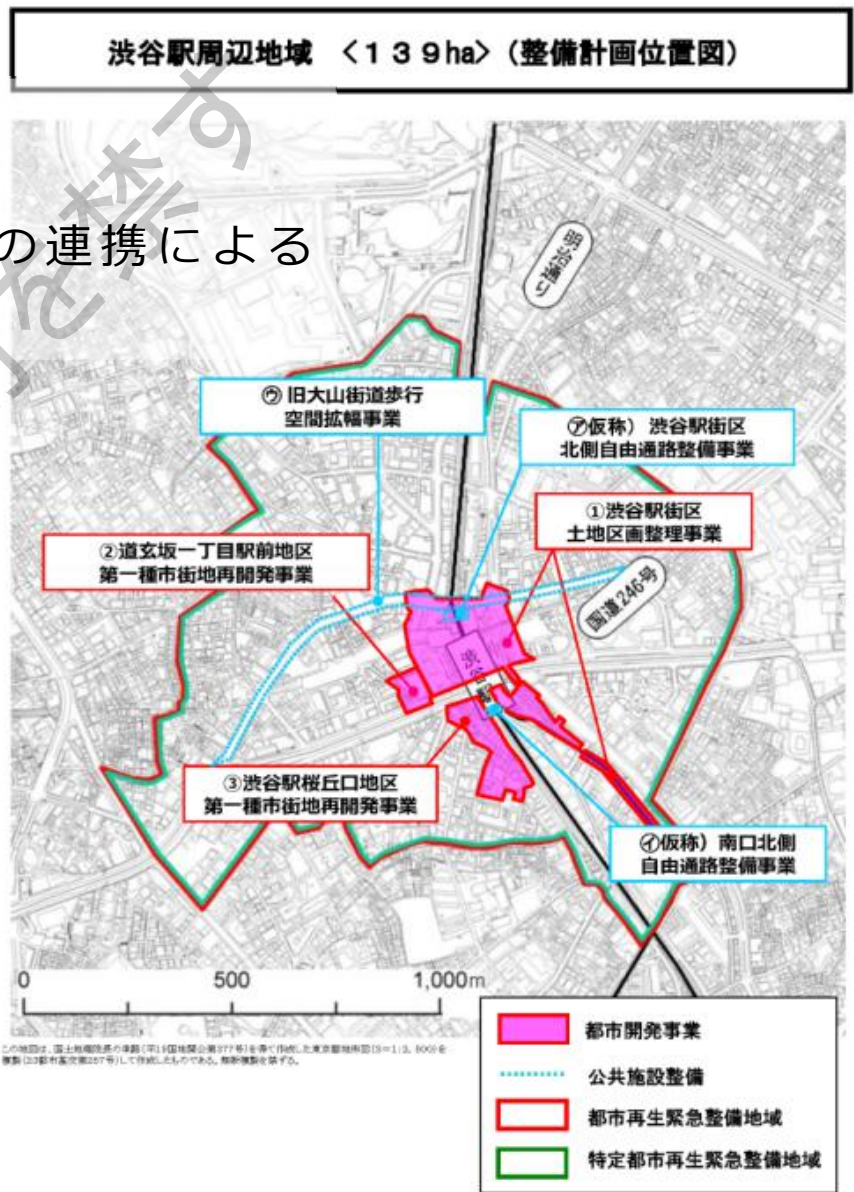 渋谷駅周辺地域 <139ha>(整備計画位置図)
の連携による
を禁す
明治通り
㋒旧大山街道歩行
空間拡幅事業
㋐仮称) 渋谷駅街区
北側自由通路整備事業
①渋谷駅街区
土地区画整理事業
②道玄坂一丁目駅前地区
第一種市街地再開発事業
国道246号
渋谷駅
③渋谷駅桜丘口地区
第一種市街地再開発事業
㋑仮称) 南口北側
自由通路整備事業
0 500 1,000m
都市開発事業
公共施設整備
都市再生緊急整備地域
特定都市再生緊急整備地域